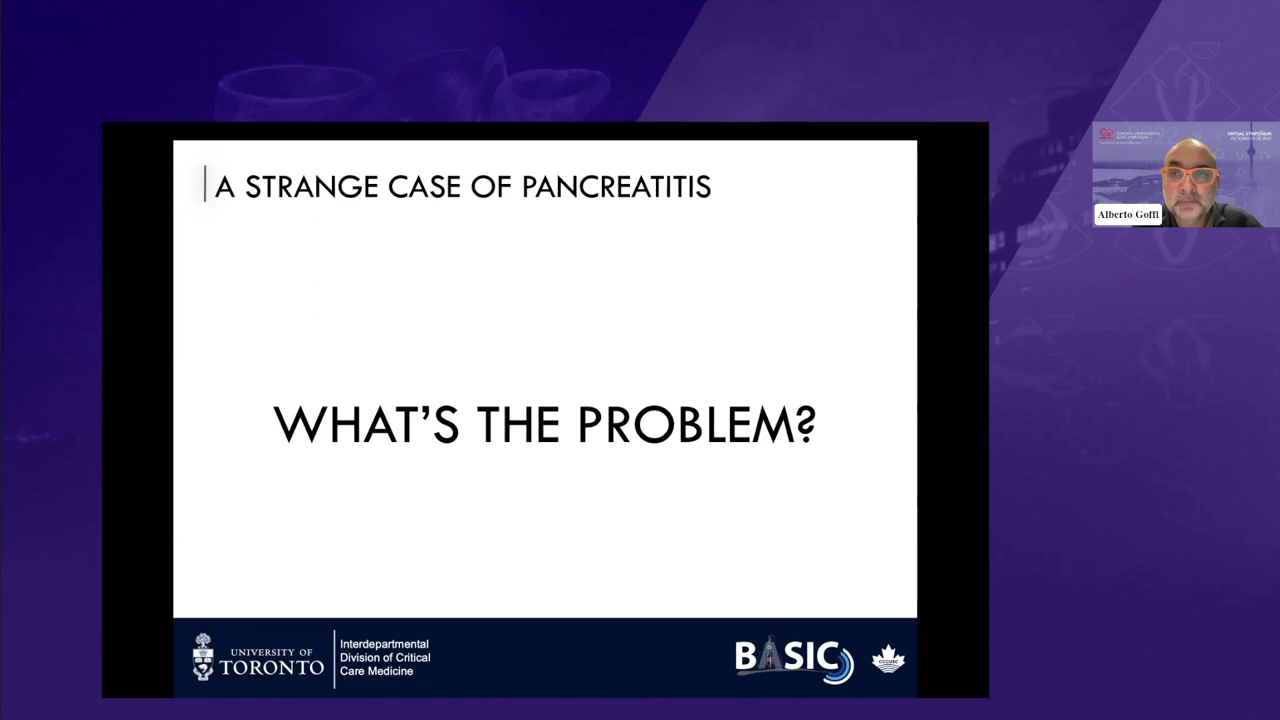 A STRANGE CASE OF PANCREATITIS
WHAT'S THE PROBLEM?
UNIVERSITY OF
TORONTO
Interdepartmental
Division of Critical
Care Medicine
BASIC
CCCUSG
VIRTUAL SYMPOSIUM
Alberto Goffi